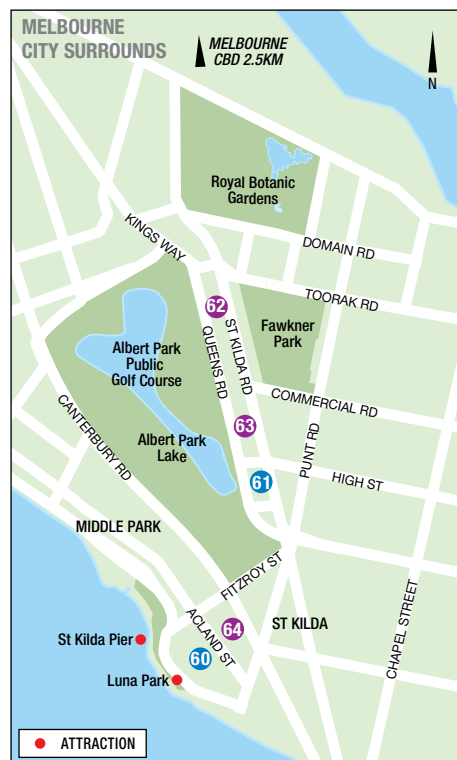 MELBOURNE
CITY SURROUNDS
MELBOURNE
CBD 2.5KM
N
Royal Botanic
Gardens
KINGS WAY
DOMAIN RD
TOORAK RD
62
ST KILDA RD
QUEENS RD
Fawkner
Park
Albert Park
Public
Golf Course
COMMERCIAL RD
CANTERBURY RD
63
Albert Park
Lake
PUNT RD
61
HIGH ST
MIDDLE PARK
FITZROY ST
CHAPEL STREET
ACLAND ST
64
ST KILDA
St Kilda Pier
60
Luna Park
ATTRACTION